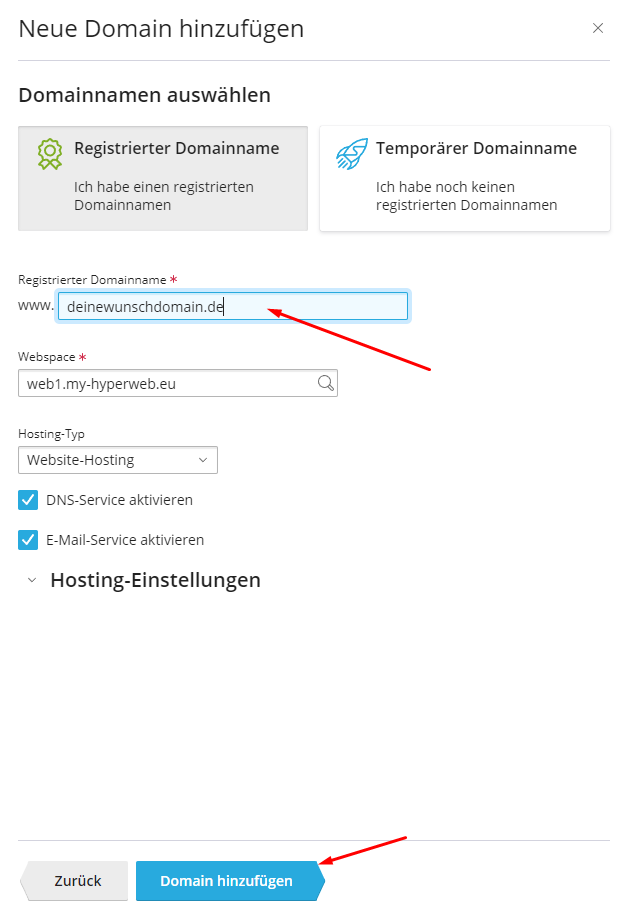 Neue Domain hinzufügen
Domainnamen auswählen
Registrierter Domainname
Ich habe einen registrierten
Domainnamen
Temporärer Domainname
Ich habe noch keinen
registrierten Domainnamen
Registrierter Domainname *
www. deinewunschdomain.de
Webspace *
web1.my-hyperweb.eu
Hosting-Typ
Website-Hosting
DNS-Service aktivieren
E-Mail-Service aktivieren
Hosting-Einstellungen
Zurück Domain hinzufügen